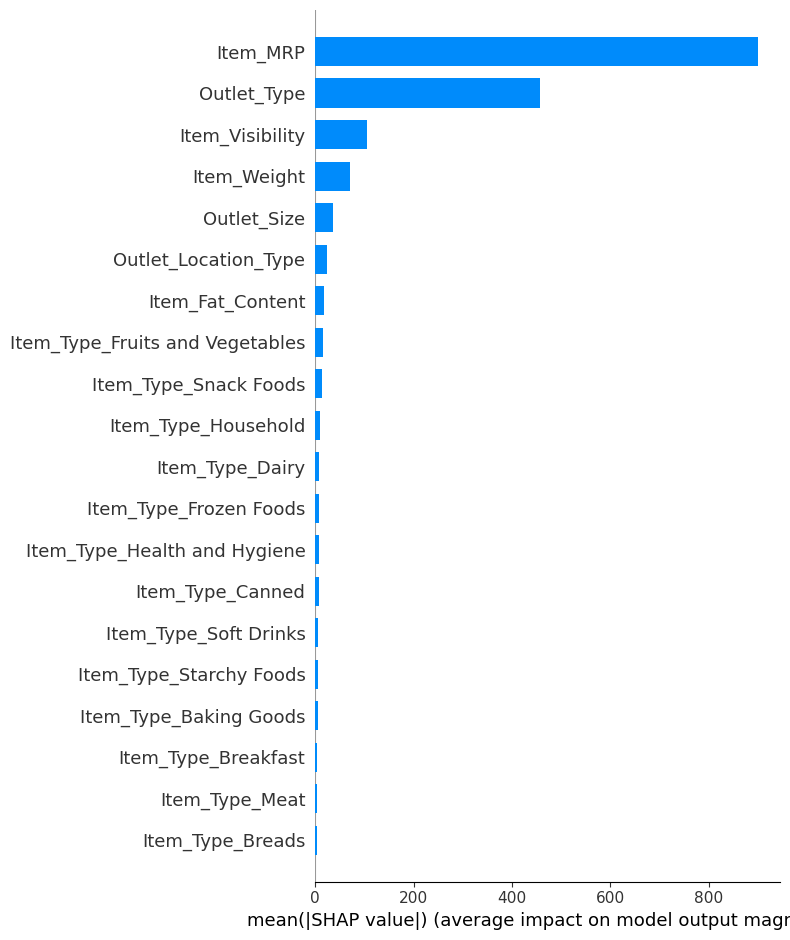 Item_MRP
Outlet_Type
Item_Visibility
Item_Weight
Outlet_Size
Outlet_Location_Type
Item_Fat_Content
Item_Type_Fruits and Vegetables
Item_Type_Snack Foods
Item_Type_Household
Item_Type_Dairy
Item_Type_Frozen Foods
Item_Type_Health and Hygiene
Item_Type_Canned
Item_Type_Soft Drinks
Item_Type_Starchy Foods
Item_Type_Baking Goods
Item_Type_Breakfast
Item_Type_Meat
Item_Type_Breads
0 200 400 600 800
mean(|SHAP value|) (average impact on model output magr